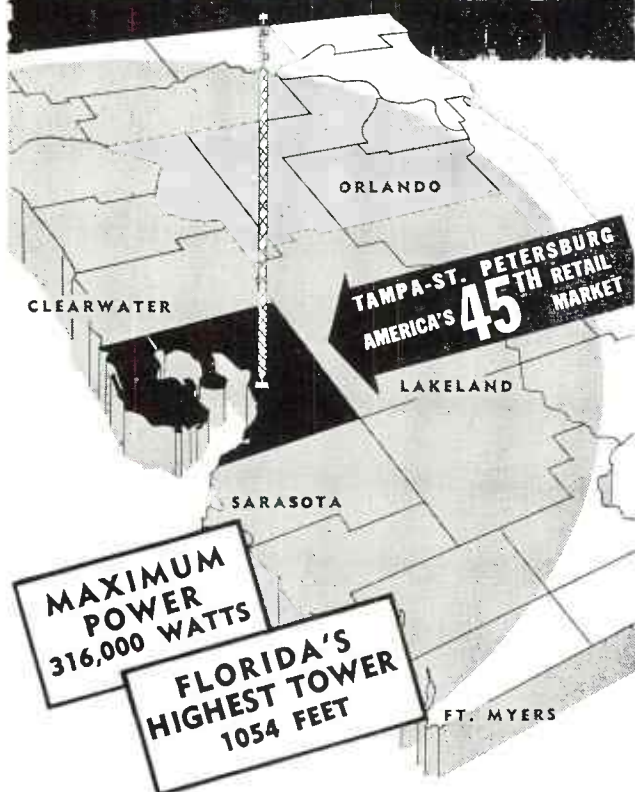 ORLANDO
TAMPA-ST. PETERSBURG
AMERICA'S 45TH RETAIL
MARKET
CLEARWATER
LAKELAND
SARASOTA
MAXIMUM
POWER
316,000 WATTS
FLORIDA'S
HIGHEST TOWER
1054 FEET
FT. MYERS